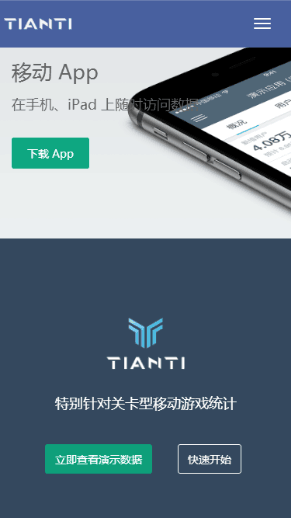 TIANTI
移动 App
在手机、iPad 上随时访问数据
下载 App
演示应用
概况
4.08万
TIANTI
特别针对关卡型移动游戏统计
立即查看演示数据
快速开始